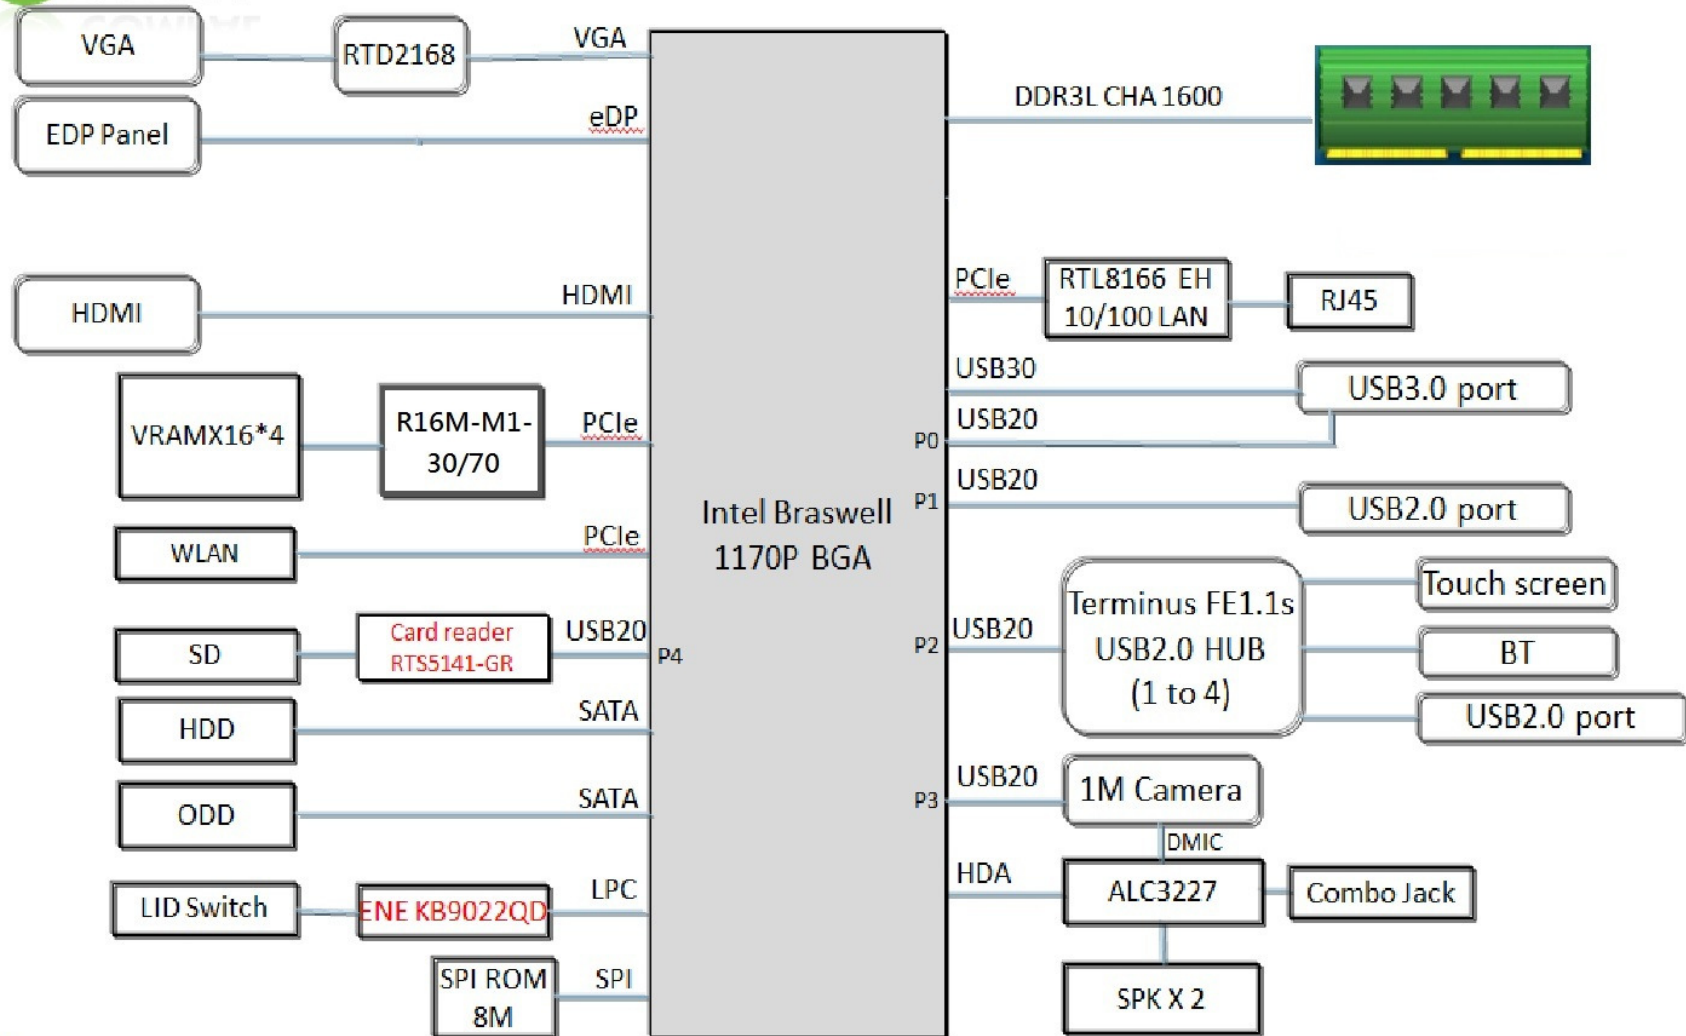 VGA
RTD2168
VGA
EDP Panel
eDP
HDMI
HDMI
VRAMX16*4
R16M-M1-
30/70
PCIe
WLAN
PCIe
SD
Card reader
RTS5141-GR
USB20
P4
HDD
SATA
ODD
SATA
LID Switch
ENE KB9022QD
LPC
SPI ROM
8M
SPI
Intel Braswell
1170P BGA
DDR3L CHA 1600
PCIe
RTL8166 EH
10/100 LAN
RJ45
USB30
USB3.0 port
P0
USB20
P1
USB20
USB2.0 port
P2
USB20
Terminus FE1.1s
USB2.0 HUB
(1 to 4)
Touch screen
BT
USB2.0 port
P3
USB20
1M Camera
DMIC
HDA
ALC3227
Combo Jack
SPK X 2